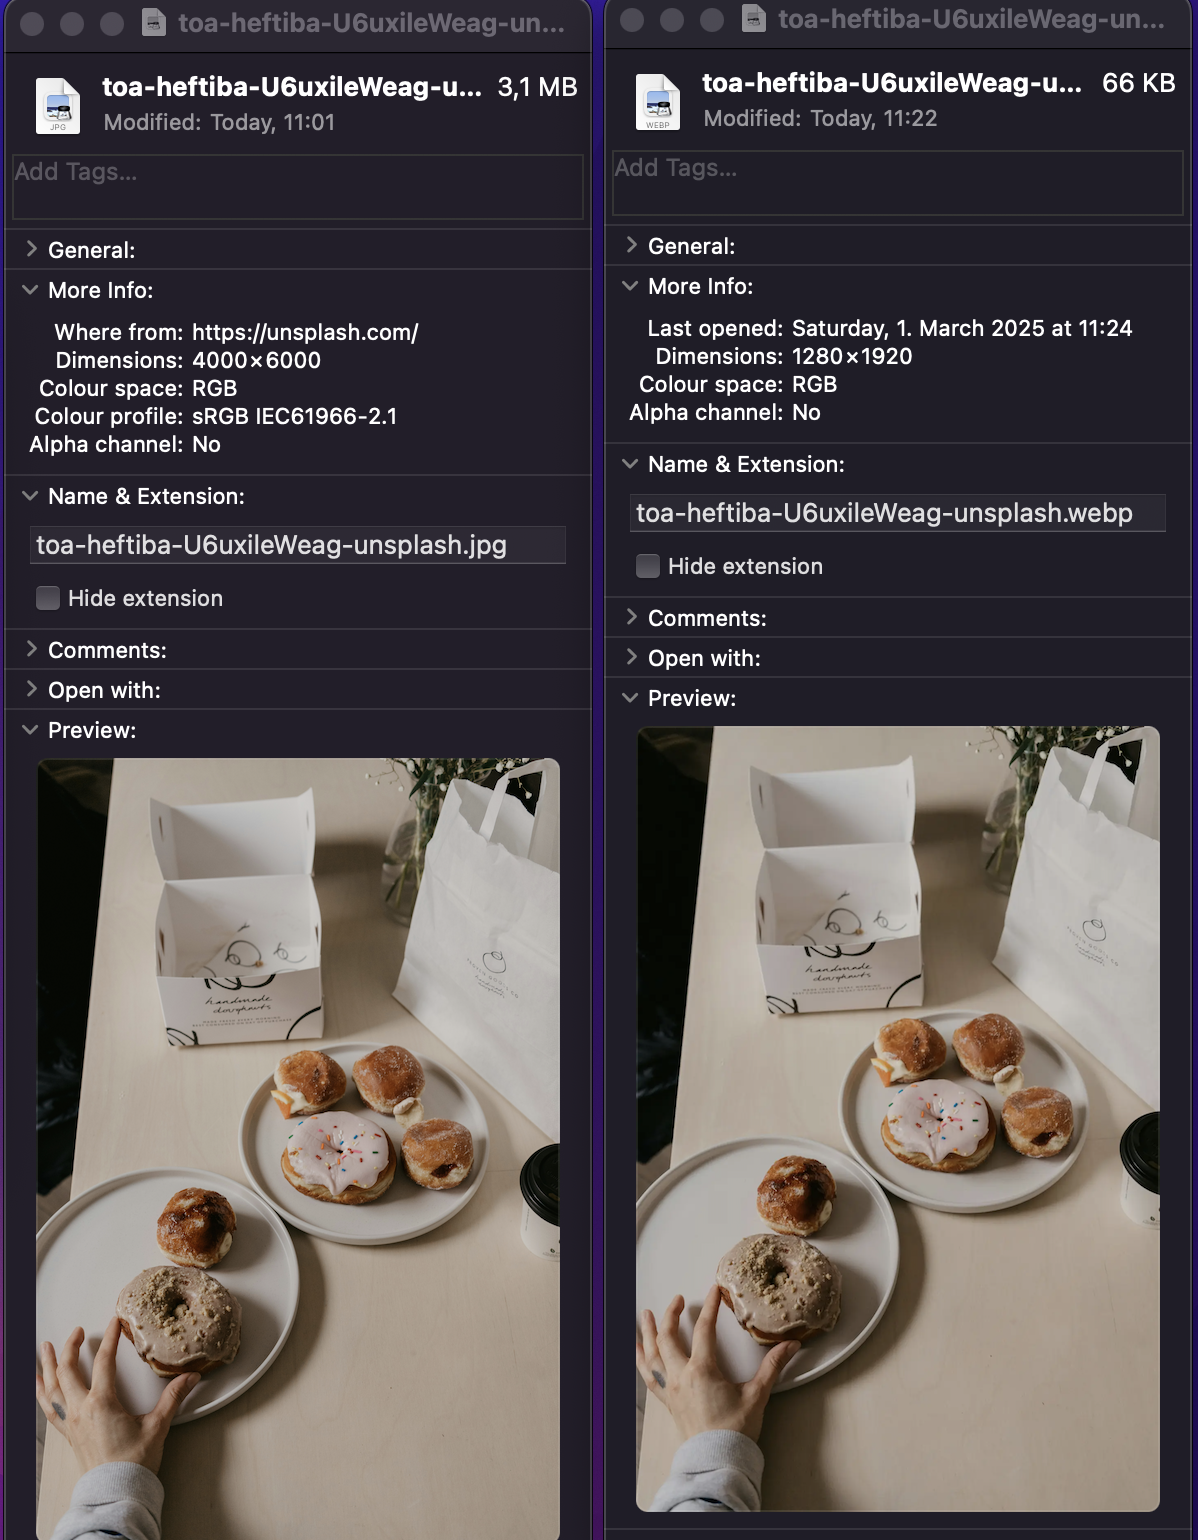 toa-heftiba-U6uxileWeag-un...
toa-heftiba-U6uxileWeag-u... 3,1 MB
Modified: Today, 11:01
JPG
Add Tags...
General:
More Info:
Where from: https://unsplash.com/
Dimensions: 4000×6000
Colour space: RGB
Colour profile: sRGB IEC61966-2.1
Alpha channel: No
Name & Extension:
toa-heftiba-U6uxileWeag-unsplash.jpg
Hide extension
Comments:
Open with:
Preview:
handmade
doughnuts
toa-heftiba-U6uxileWeag-un...
toa-heftiba-U6uxileWeag-u... 66 KB
Modified: Today, 11:22
WEBP
Add Tags...
General:
More Info:
Last opened: Saturday, 1. March 2025 at 11:24
Dimensions: 1280×1920
Colour space: RGB
Alpha channel: No
Name & Extension:
toa-heftiba-U6uxileWeag-unsplash.webp
Hide extension
Comments:
Open with:
Preview:
handmade
doughnuts